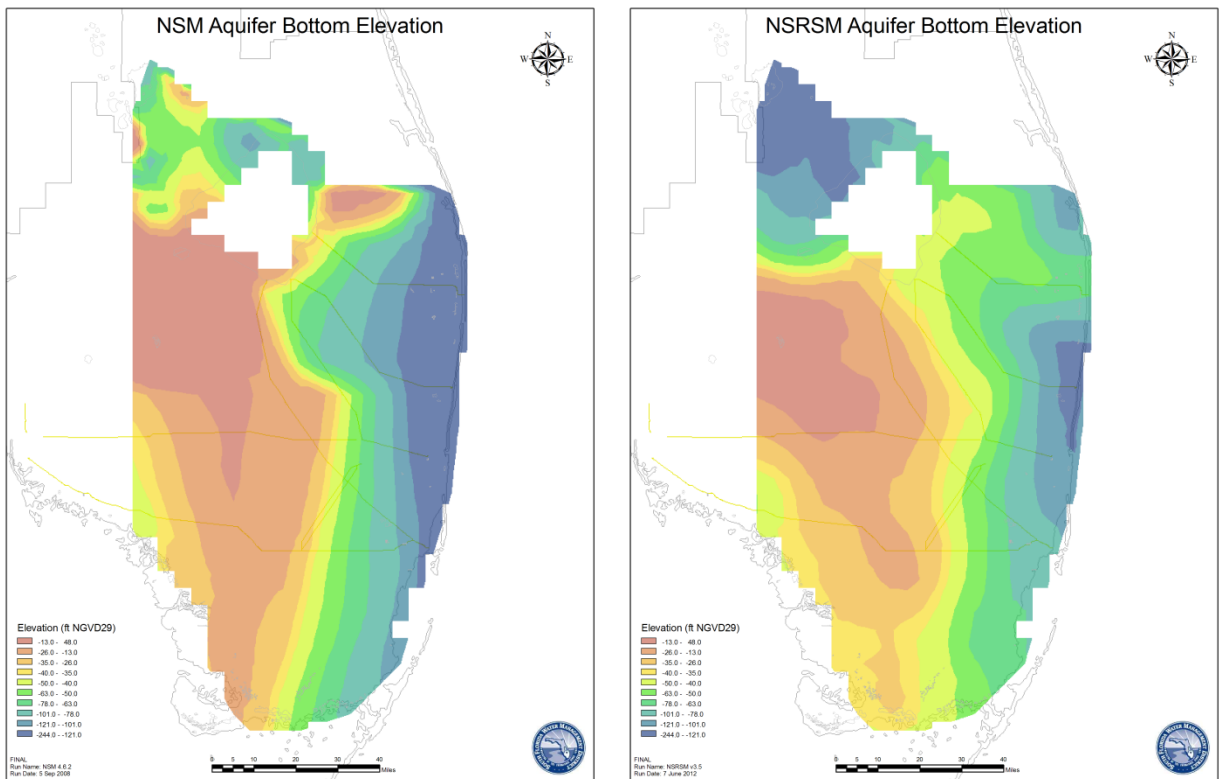 NSM Aquifer Bottom Elevation
N
W E
S
Elevation (ft NGVD29)
-13.0 - 48.0
-26.0 - -13.0
-35.0 - -26.0
-40.0 - -35.0
-50.0 - -40.0
-63.0 - -50.0
-78.0 - -63.0
-101.0 - -78.0
-121.0 - -101.0
-244.0 - -121.0
FINAL
Run Name: NSM 4.6.2
Run Date: 5 Sep 2008
0 5 10 20 30 40
Miles
NSRSM Aquifer Bottom Elevation
N
W E
S
Elevation (ft NGVD29)
-13.0 - 48.0
-26.0 - -13.0
-35.0 - -26.0
-40.0 - -35.0
-50.0 - -40.0
-63.0 - -50.0
-78.0 - -63.0
-101.0 - -78.0
-121.0 - -101.0
-244.0 - -121.0
FINAL
Run Name: NSRSM v3.5
Run Date: 7 June 2012
0 5 10 20 30 40
Miles